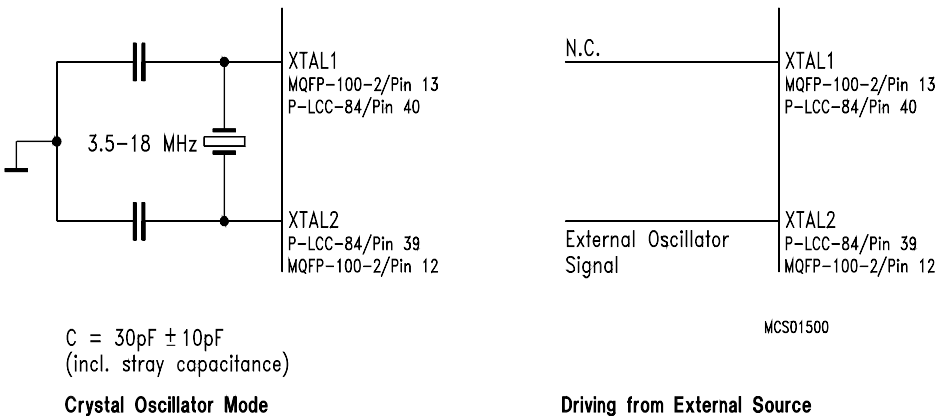 XTAL1
MQFP-100-2/Pin 13
P-LCC-84/Pin 40
3.5-18 MHz
XTAL2
P-LCC-84/Pin 39
MQFP-100-2/Pin 12
C = 30pF ± 10pF
(incl. stray capacitance)
Crystal Oscillator Mode
N.C.
XTAL1
MQFP-100-2/Pin 13
P-LCC-84/Pin 40
XTAL2
External Oscillator
Signal
P-LCC-84/Pin 39
MQFP-100-2/Pin 12
MCS01500
Driving from External Source